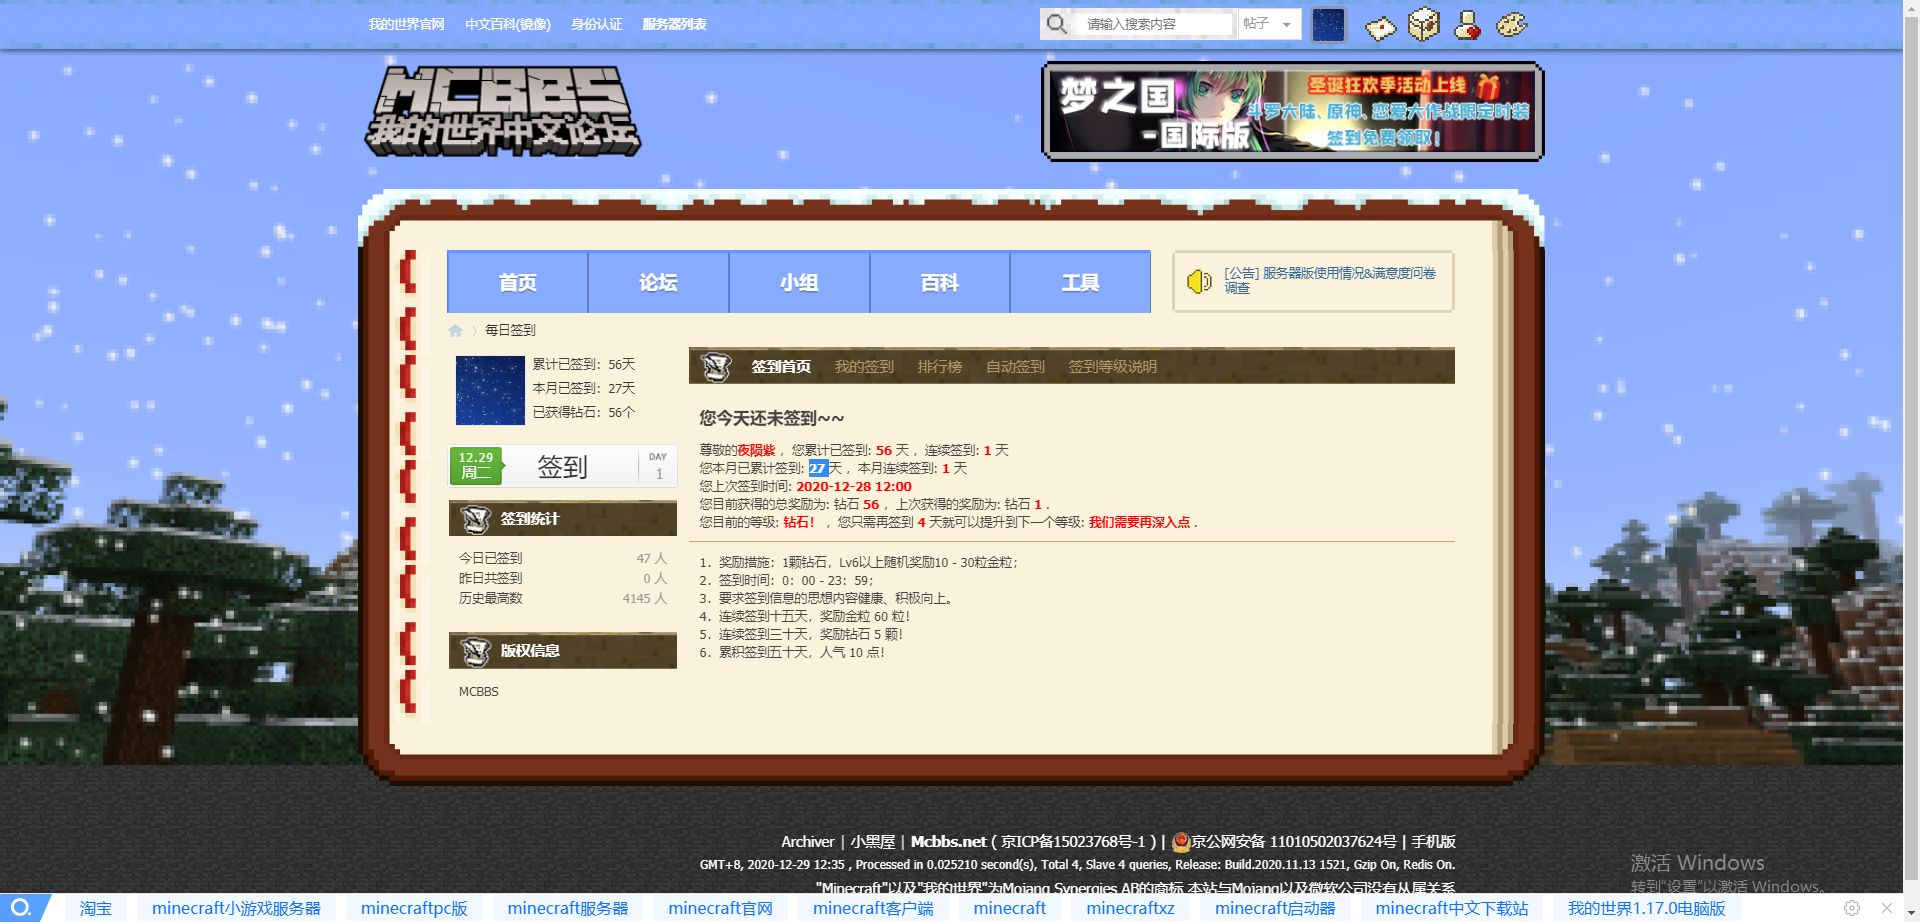 我的世界官网 中文百科(镜像) 身份认证 服务器列表
请输入搜索内容 帖子
MCBBS
我的世界中文论坛
梦之国
-国际版
圣诞狂欢季活动上线
斗罗大陆、原神、恋爱大作战限定时装
签到免费领取!
首页 论坛 小组 百科 工具
[公告] 服务器版使用情况&满意度问卷
调查
每日签到
累计已签到：56天
本月已签到：27天
已获得钻石：56个
12.29
周二
签到
DAY
1
签到统计
今日已签到 47 人
昨日共签到 0 人
历史最高数 4145 人
版权信息
MCBBS
签到首页 我的签到 排行榜 自动签到 签到等级说明
您今天还未签到~~
尊敬的夜陨紫，您累计已签到: 56 天，连续签到: 1 天
您本月已累计签到: 27 天，本月连续签到: 1 天
您上次签到时间: 2020-12-28 12:00
您目前获得的总奖励为: 钻石 56 ，上次获得的奖励为: 钻石 1 .
您目前的等级: 钻石！ ，您只需再签到 4 天就可以提升到下一个等级: 我们需要再深入点 .
1. 奖励措施：1颗钻石，Lv6以上随机奖励10 - 30粒金粒；
2. 签到时间：0：00 - 23：59；
3. 要求签到信息的思想内容健康、积极向上。
4. 连续签到十五天，奖励金粒 60 粒！
5. 连续签到三十天，奖励钻石 5 颗！
6. 累积签到五十天，人气 10 点！
Archiver | 小黑屋 | Mcbbs.net ( 京ICP备15023768号-1 ) | 京公网安备 11010502037624号 | 手机版
GMT+8, 2020-12-29 12:35 , Processed in 0.025210 second(s), Total 4, Slave 4 queries, Release: Build.2020.11.13 1521, Gzip On, Redis On.
"Minecraft"以及"我的世界"为Mojang Synergies AB的商标 本站与Mojang以及微软公司没有从属关系
激活 Windows
转到"设置"以激活 Windows。
淘宝 minecraft小游戏服务器 minecraftpc版 minecraft服务器 minecraft官网 minecraft客户端 minecraft minecraftxz minecraft启动器 minecraft中文下载站 我的世界1.17.0电脑版